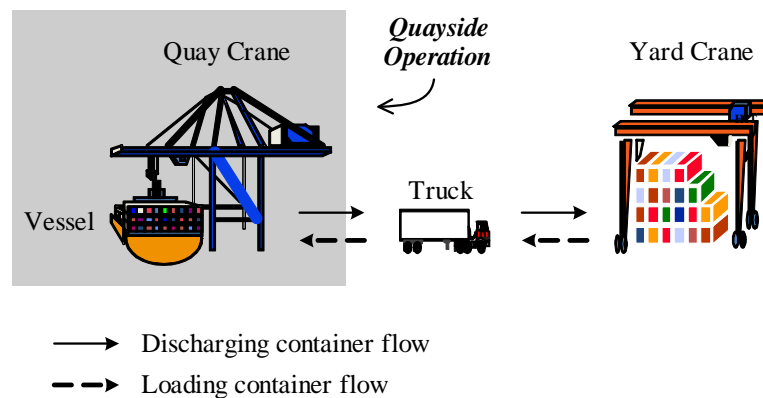 Quay Crane
Quayside
Operation
Yard Crane
Truck
Vessel
Discharging container flow
Loading container flow